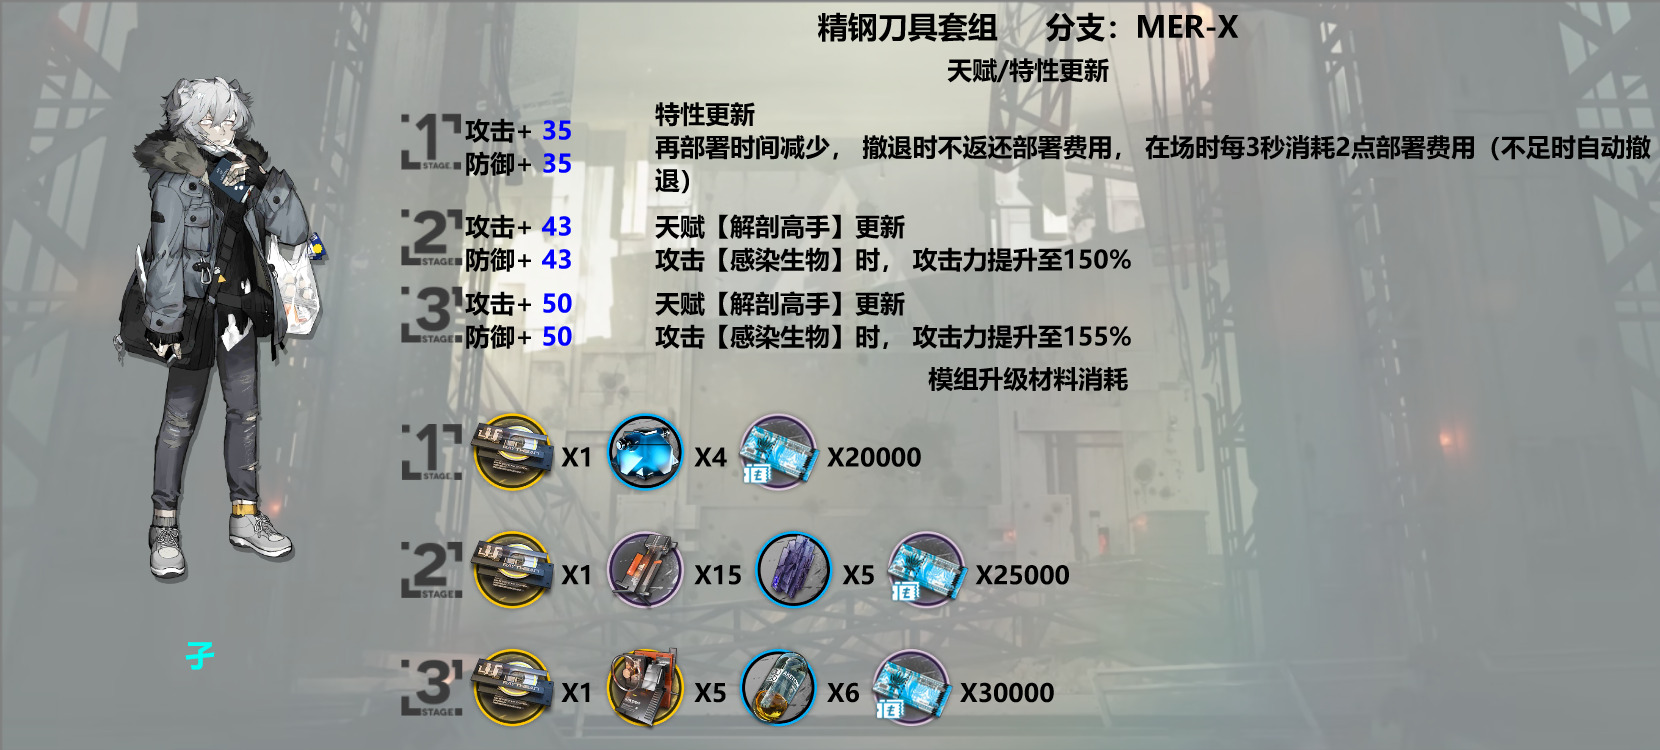 精钢刀具套组 分支：MER-X
天赋/特性更新
1 STAGE.
攻击+ 35
防御+ 35
特性更新
再部署时间减少， 撤退时不返还部署费用， 在场时每3秒消耗2点部署费用（不足时自动撤
退）
2 STAGE.
攻击+ 43
防御+ 43
天赋【解剖高手】更新
攻击【感染生物】时， 攻击力提升至150%
3 STAGE.
攻击+ 50
防御+ 50
天赋【解剖高手】更新
攻击【感染生物】时， 攻击力提升至155%
模组升级材料消耗
1 STAGE. X1 X4 X20000
2 STAGE. X1 X15 X5 X25000
3 STAGE. X1 X5 X6 X30000
孑